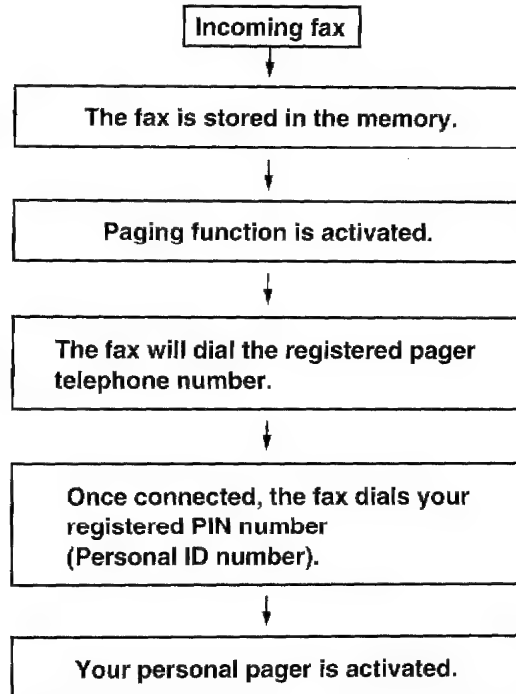 Incoming fax
The fax is stored in the memory.
Paging function is activated.
The fax will dial the registered pager
telephone number.
Once connected, the fax dials your
registered PIN number
(Personal ID number).
Your personal pager is activated.